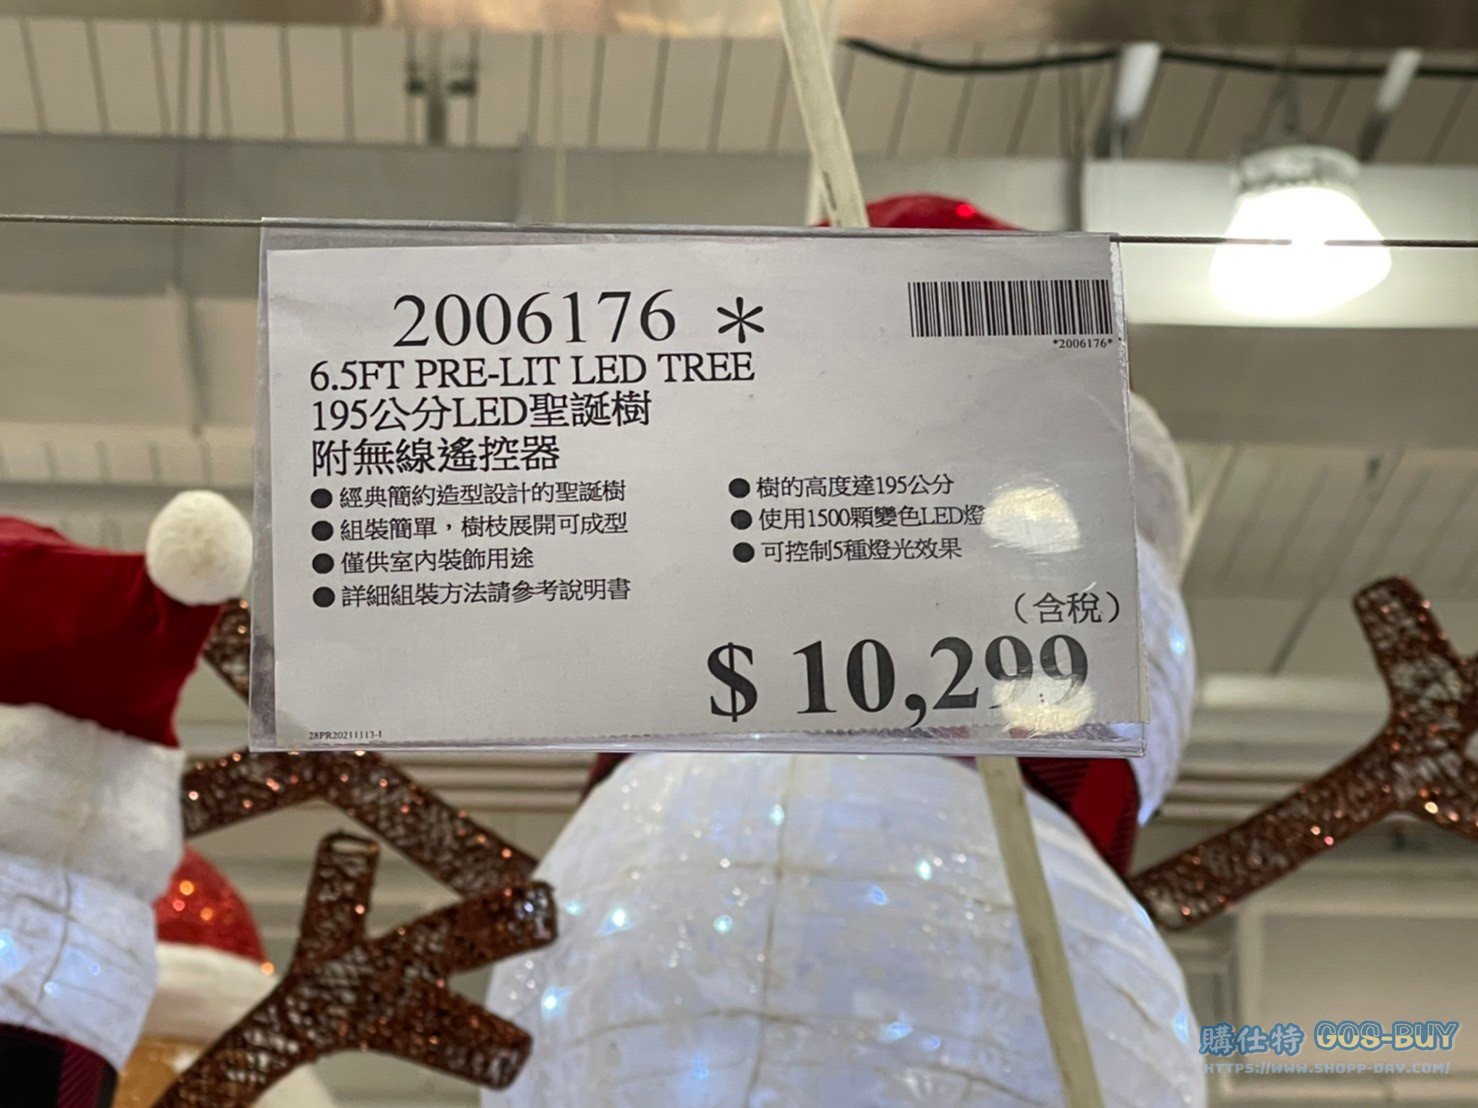 2006176 *
*2006176*
6.5FT PRE-LIT LED TREE
195公分LED聖誕樹
附無線遙控器
● 經典簡約造型設計的聖誕樹
● 組裝簡單，樹枝展開可成型
● 僅供室內裝飾用途
● 詳細組裝方法請參考說明書
● 樹的高度達195公分
● 使用1500顆變色LED燈
● 可控制5種燈光效果
（含稅）
$ 10,299
28PR20211113-1
購仕特 GOS-BUY
HTTPS://WWW.SHOPP-DAY.COM/